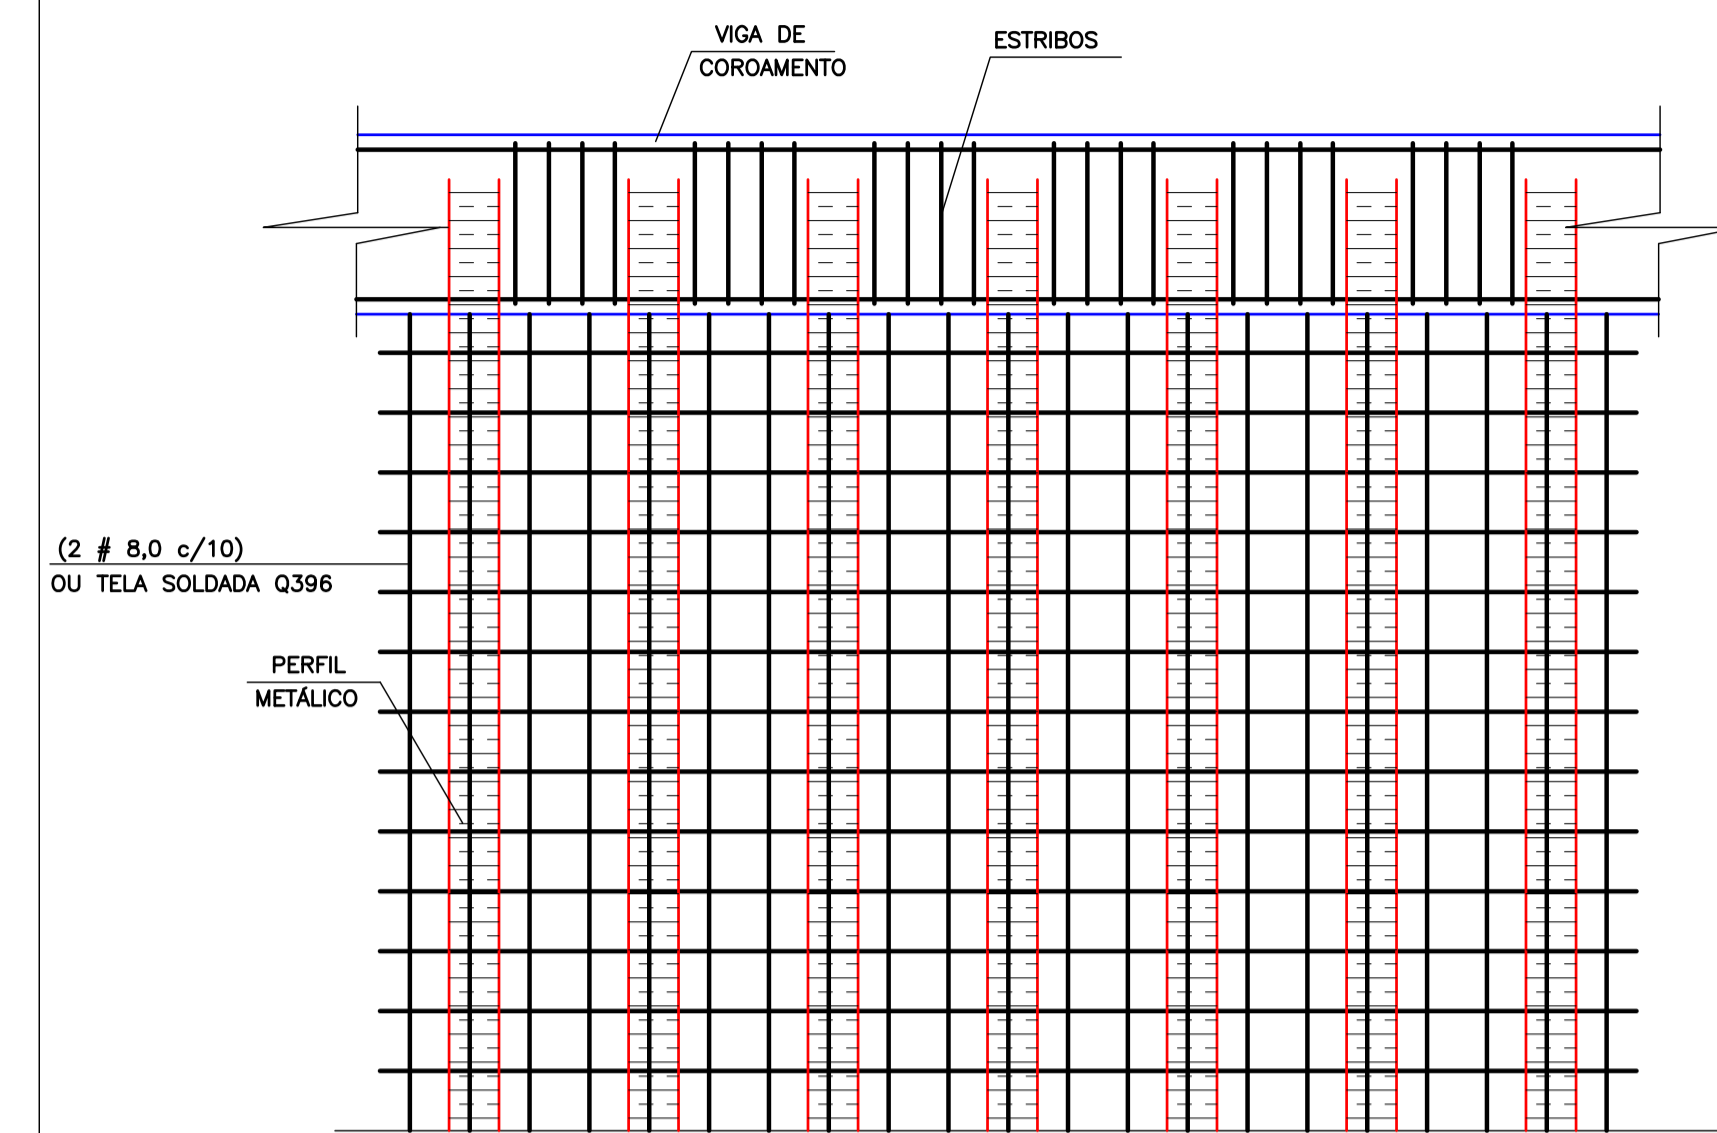 VIGA DE
COROAMENTO
ESTRIBOS
(2 # 8,0 c/10)
OU TELA SOLDADA Q396
PERFIL
METÁLICO